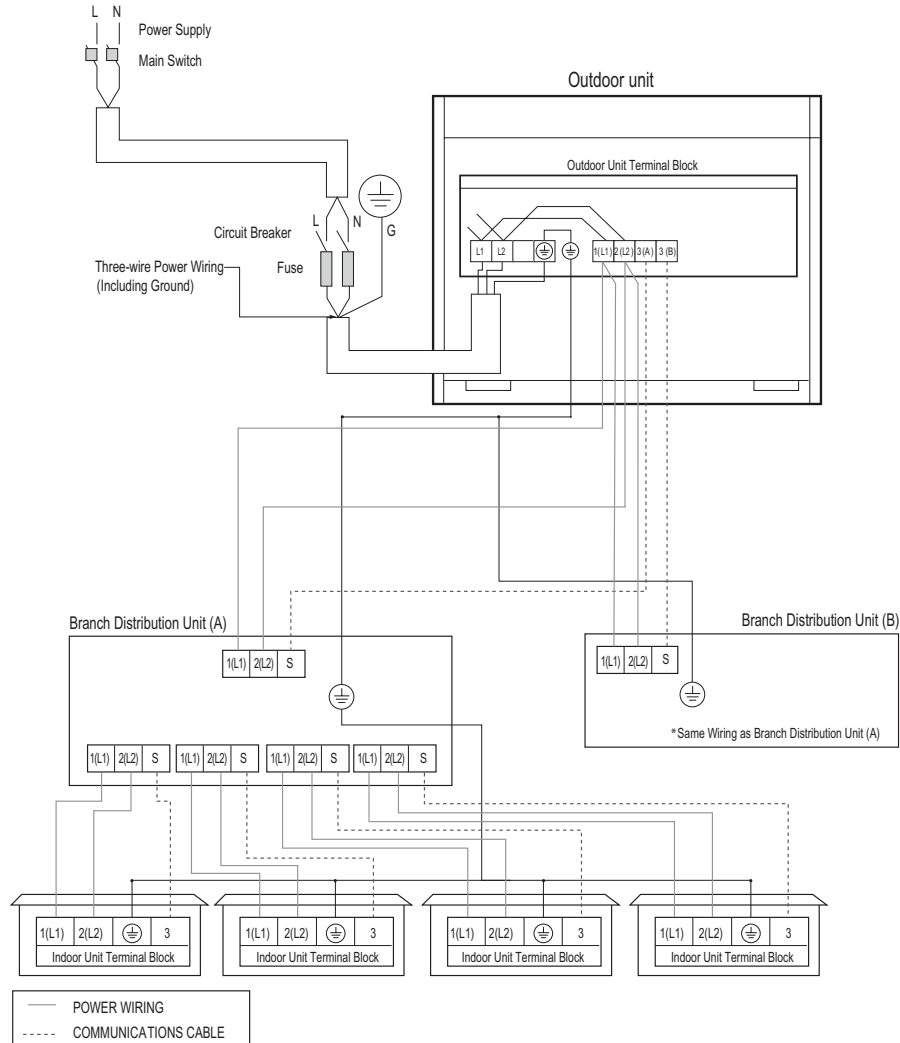 L N
Power Supply
Main Switch
Outdoor unit
Outdoor Unit Terminal Block
L N
G
Circuit Breaker
L1 L2 1(L1) 2(L2) 3(A) 3(B)
Three-wire Power Wiring
(Including Ground)
Fuse
Branch Distribution Unit (A)
Branch Distribution Unit (B)
1(L1) 2(L2) S
1(L1) 2(L2) S
*Same Wiring as Branch Distribution Unit (A)
1(L1) 2(L2) S 1(L1) 2(L2) S 1(L1) 2(L2) S 1(L1) 2(L2) S
1(L1) 2(L2) 3
Indoor Unit Terminal Block
1(L1) 2(L2) 3
Indoor Unit Terminal Block
1(L1) 2(L2) 3
Indoor Unit Terminal Block
1(L1) 2(L2) 3
Indoor Unit Terminal Block
POWER WIRING
COMMUNICATIONS CABLE